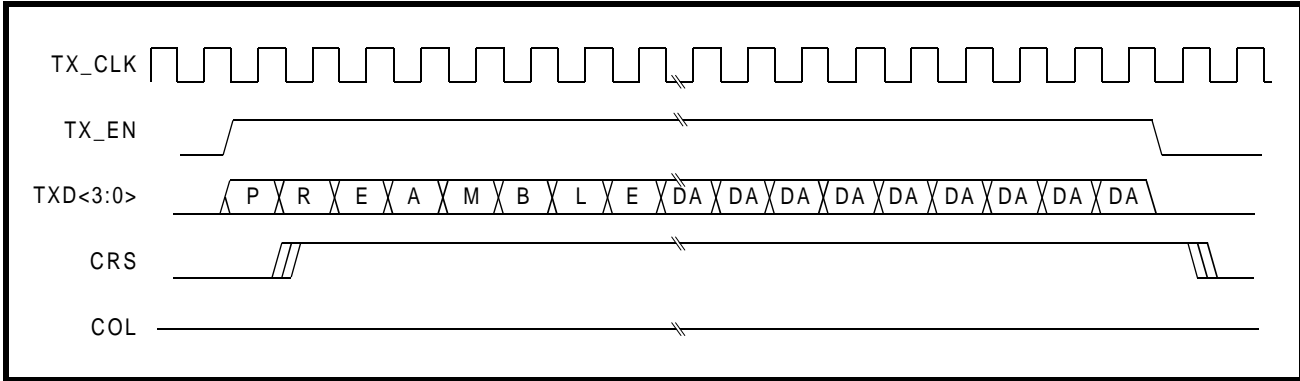 TX_CLK
TX_EN
TXD<3:0> P R E A M B L E DA DA DA DA DA DA DA DA DA
CRS
COL